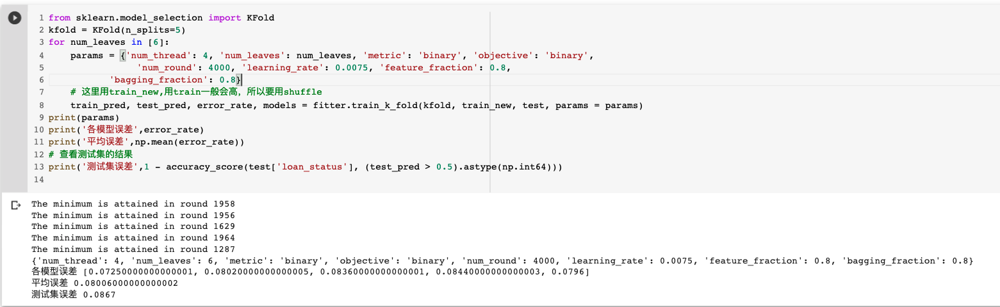 1 from sklearn.model_selection import KFold
2 kfold = KFold(n_splits=5)
3 for num_leaves in [6]:
4     params = {'num_thread': 4, 'num_leaves': num_leaves, 'metric': 'binary', 'objective': 'binary',
5                 'num_round': 4000, 'learning_rate': 0.0075, 'feature_fraction': 0.8,
6            'bagging_fraction': 0.8}
7     # 这里用train_new,用train一般会高，所以要用shuffle
8     train_pred, test_pred, error_rate, models = fitter.train_k_fold(kfold, train_new, test, params = params)
9 print(params)
10 print('各模型误差',error_rate)
11 print('平均误差',np.mean(error_rate))
12 # 查看测试集的结果
13 print('测试集误差',1 - accuracy_score(test['loan_status'], (test_pred > 0.5).astype(np.int64)))
14
The minimum is attained in round 1958
The minimum is attained in round 1956
The minimum is attained in round 1629
The minimum is attained in round 1964
The minimum is attained in round 1287
{'num_thread': 4, 'num_leaves': 6, 'metric': 'binary', 'objective': 'binary', 'num_round': 4000, 'learning_rate': 0.0075, 'feature_fraction': 0.8, 'bagging_fraction': 0.8}
各模型误差 [0.07250000000000001, 0.08020000000000005, 0.08360000000000001, 0.08440000000000003, 0.0796]
平均误差 0.08006000000000002
测试集误差 0.0867